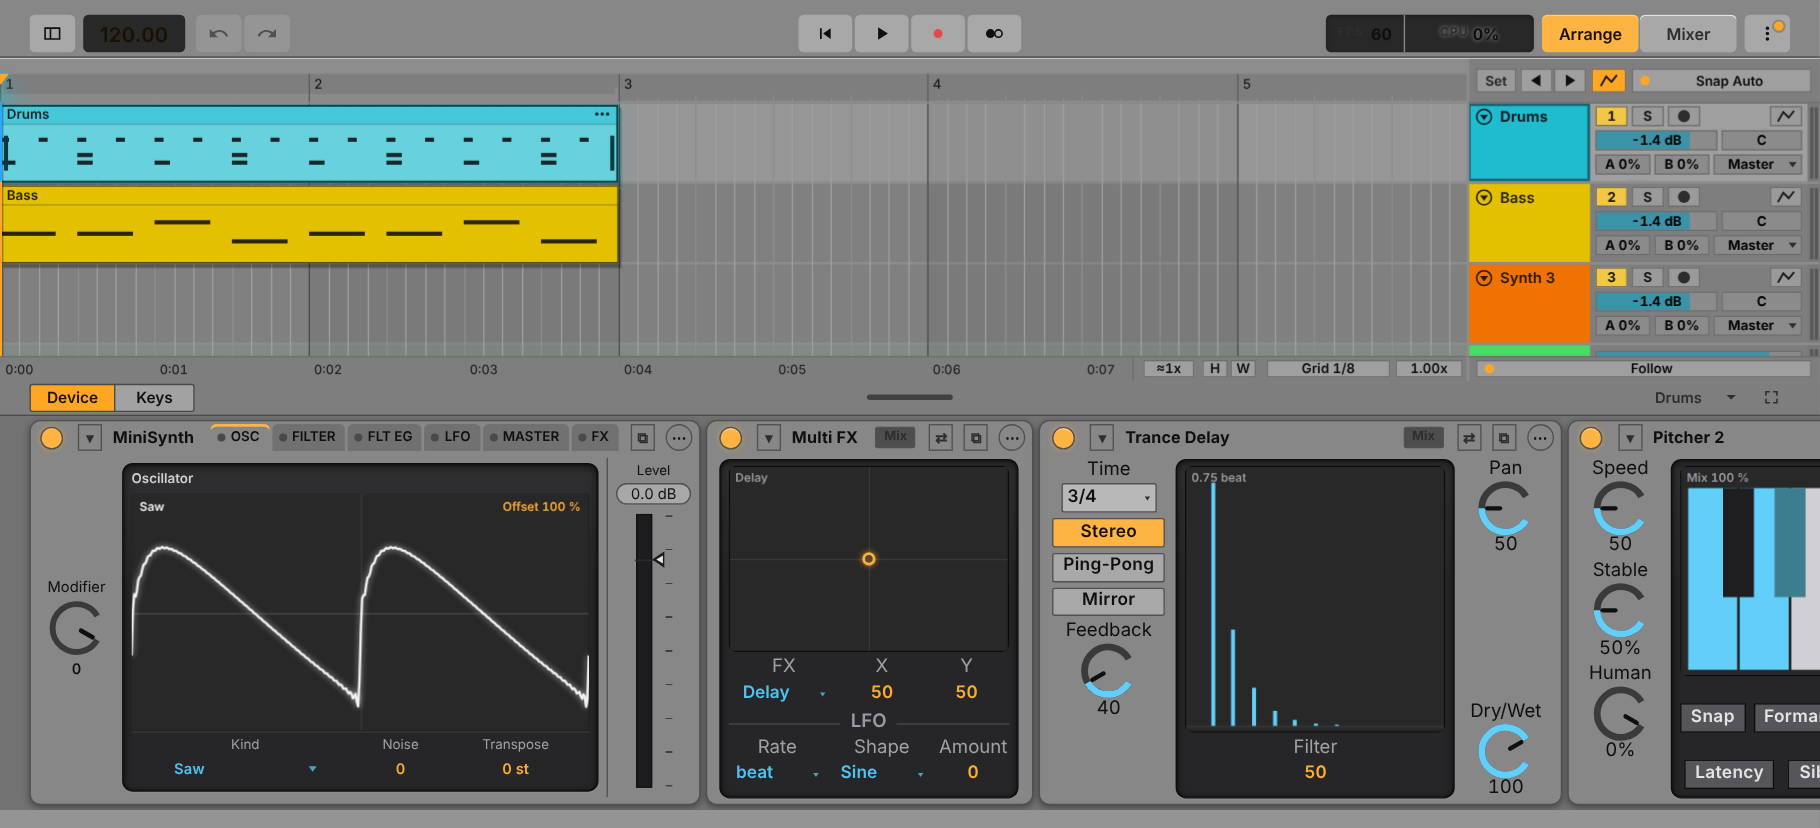 120.00
FPS 60
CPU 0%
Arrange
Mixer
1
2
3
4
5
Set
Snap Auto
Drums
Bass
Drums
1
S
-1.4 dB
C
A 0%
B 0%
Master
Bass
2
S
-1.4 dB
C
A 0%
B 0%
Master
Synth 3
3
S
-1.4 dB
C
A 0%
B 0%
Master
0:00
0:01
0:02
0:03
0:04
0:05
0:06
0:07
≈1x
H
W
Grid 1/8
1.00x
Follow
Device
Keys
Drums
MiniSynth
OSC
FILTER
FLT EG
LFO
MASTER
FX
Modifier
0
Oscillator
Saw
Offset 100 %
Kind
Noise
Transpose
Saw
0
0 st
Level
0.0 dB
Multi FX
Mix
Delay
FX
X
Y
Delay
50
50
LFO
Rate
Shape
Amount
beat
Sine
0
Trance Delay
Mix
Time
3/4
Stereo
Ping-Pong
Mirror
Feedback
40
0.75 beat
Filter
50
Pan
50
Dry/Wet
100
Pitcher 2
Speed
50
Stable
50%
Human
0%
Mix 100 %
Snap
Forma
Latency
Sib